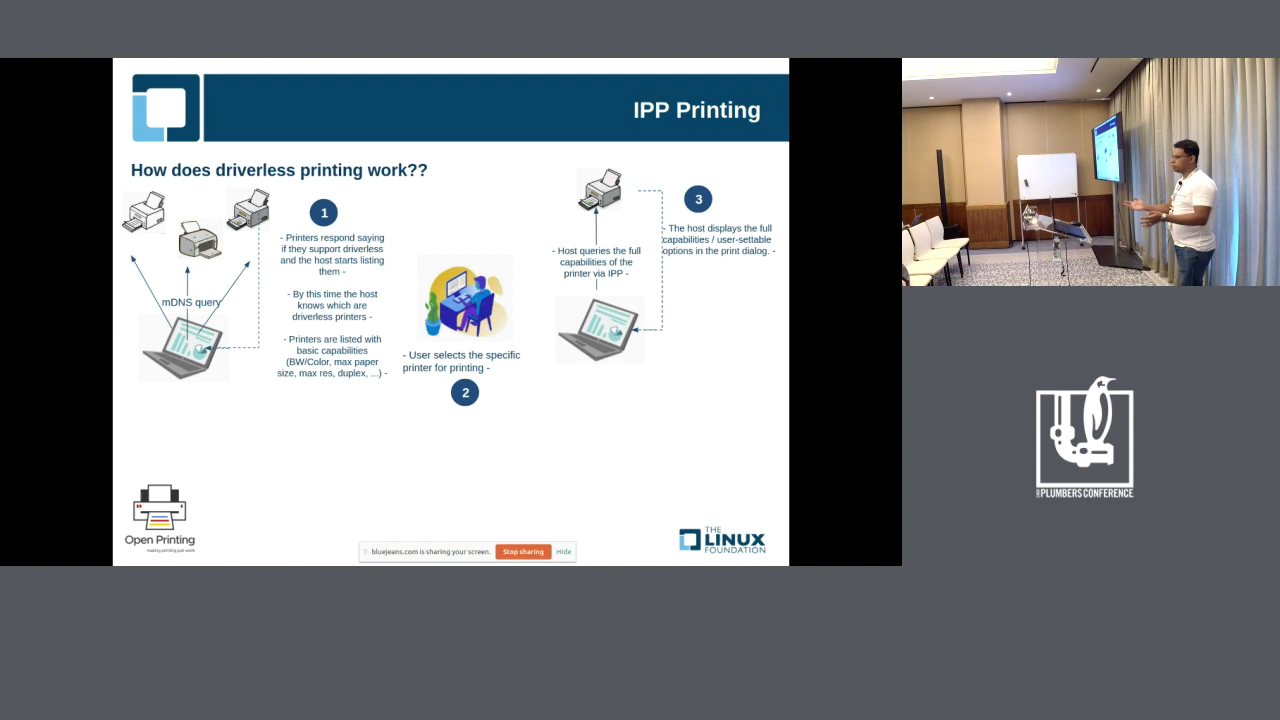 IPP Printing
How does driverless printing work??
1
- Printers respond saying
if they support driverless
and the host starts listing
them -
- By this time the host
knows which are
driverless printers -
- Printers are listed with
basic capabilities
(BW/Color, max paper
size, max res, duplex, ...) -
mDNS query
- User selects the specific
printer for printing -
2
- Host queries the full
capabilities of the
printer via IPP -
3
- The host displays the full
capabilities / user-settable
options in the print dialog. -
Open Printing
making printing just work
bluejeans.com is sharing your screen.
Stop sharing
Hide
THE
LINUX
FOUNDATION
PLUMBERS CONFERENCE